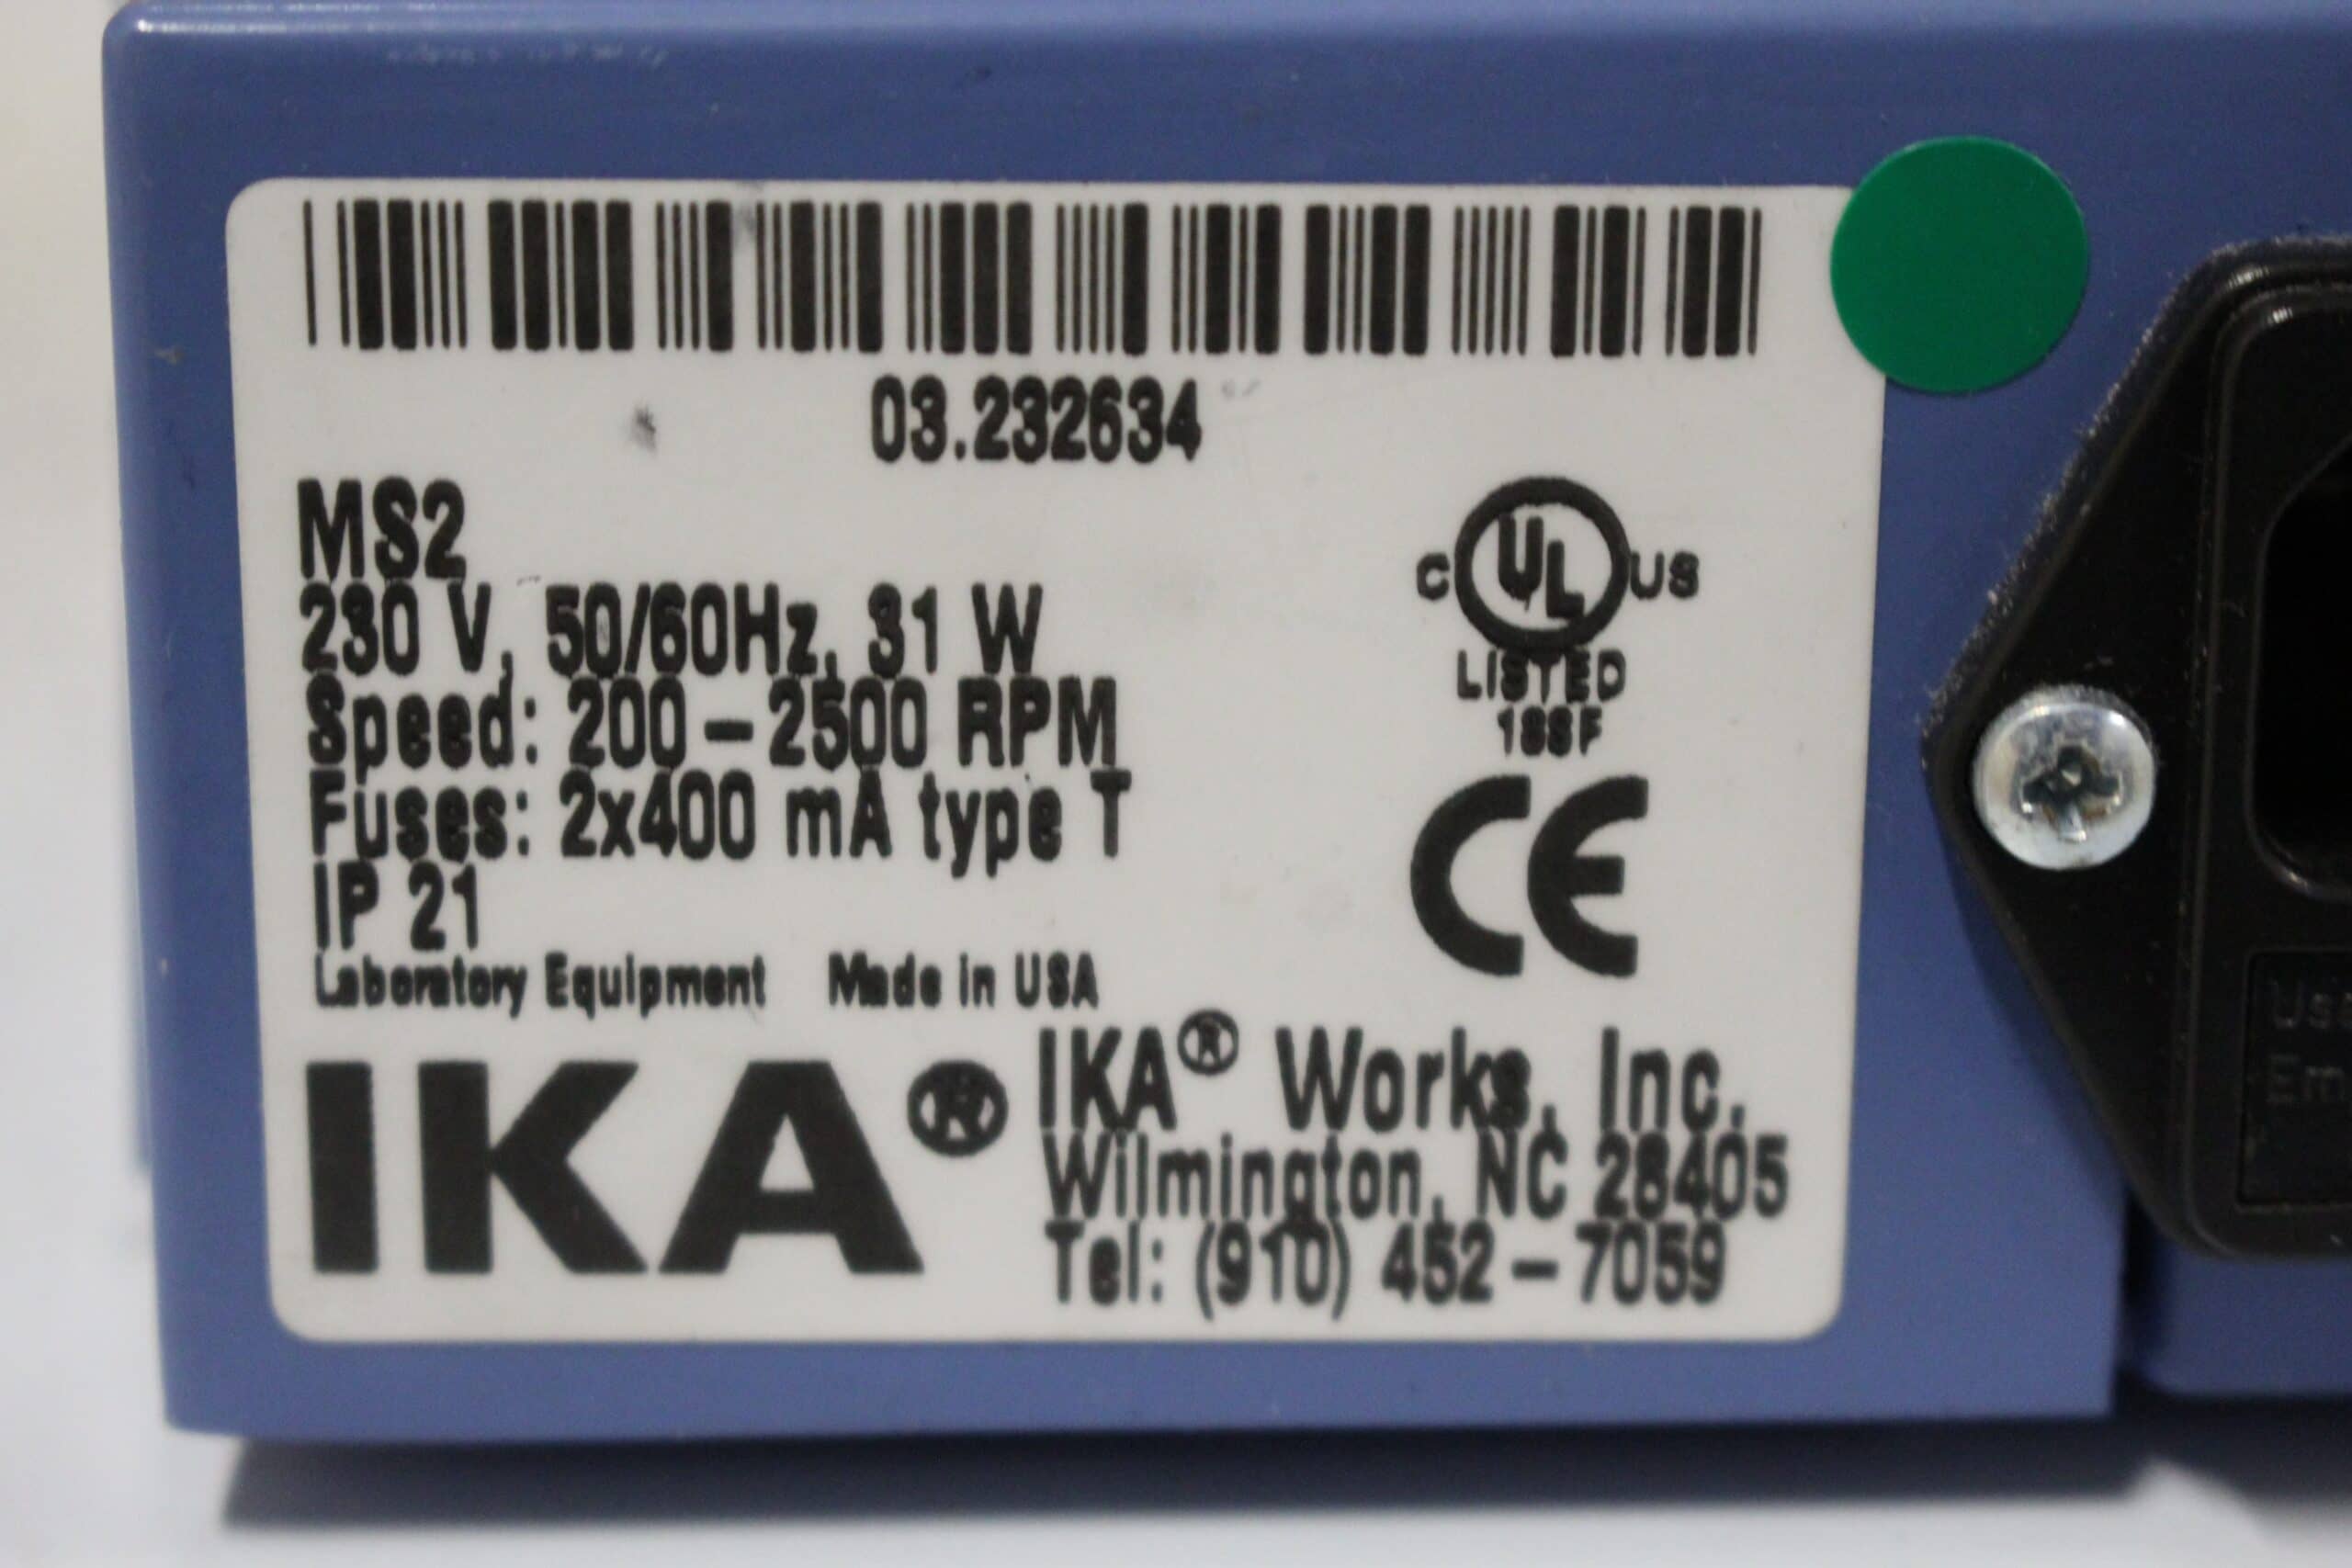 03.232634
MS2
230 V, 50/60Hz, 31 W
Speed: 200-2500 RPM
Fuses: 2x400 mA type T
IP 21
Laboratory Equipment Made in USA
C UL US
LISTED
CE
IKA®
IKA® Works, Inc.
Wilmington, NC 28405
Tel: (910) 452-7059